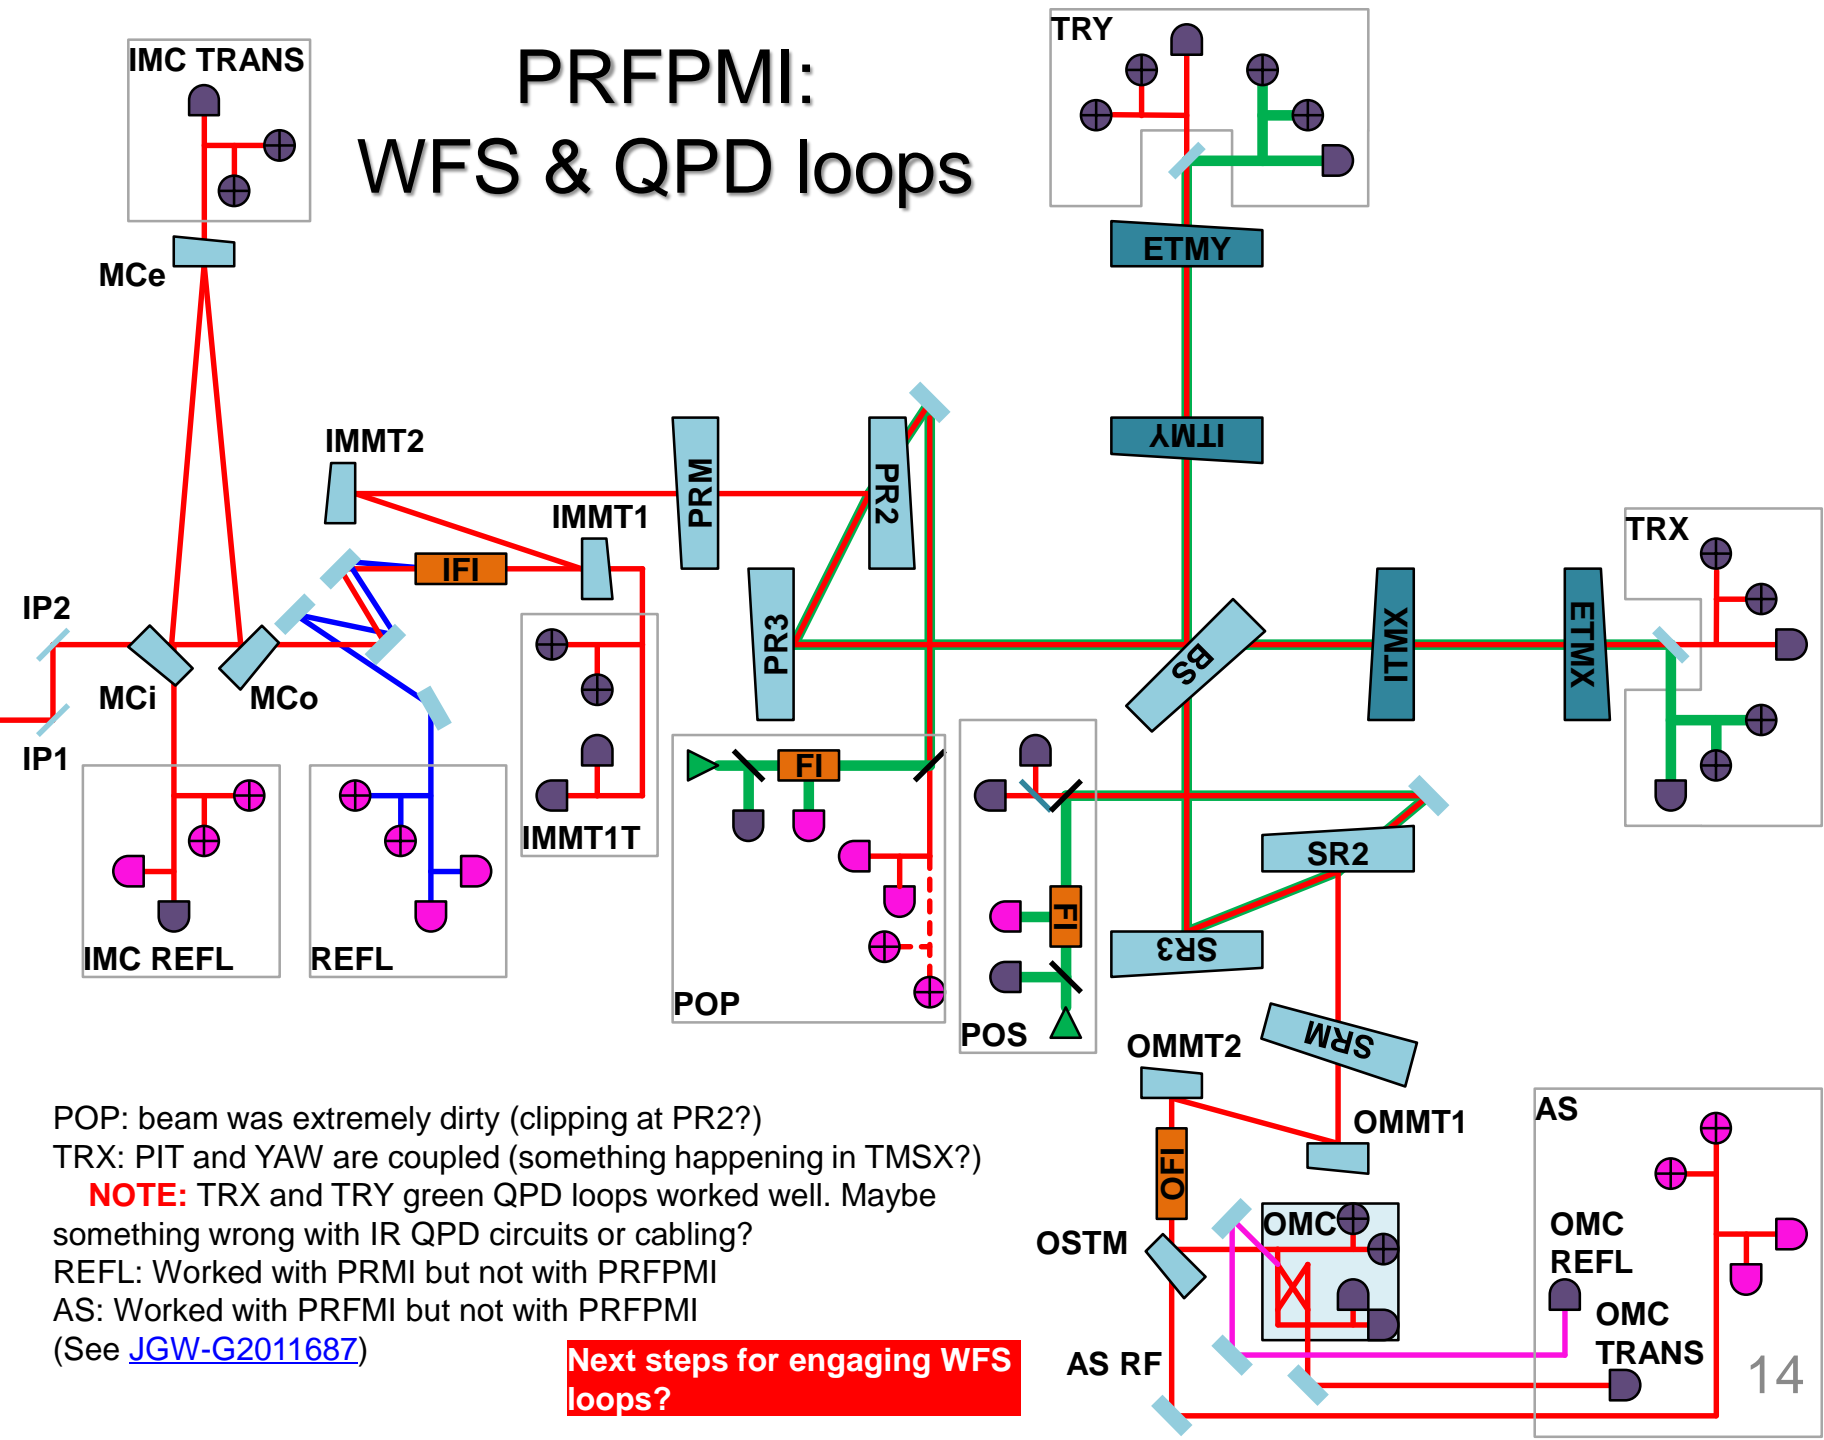 PRFPMI:
WFS & QPD loops
IMC TRANS
TRY
MCe
ETMY
ITMY
IMMT2
IMMT1
PRM
PR2
TRX
IFI
IP2
IP1
MCi
MCo
PR3
BS
ITMX
ETMX
IMMT1T
FI
SR2
FI
SR3
IMC REFL
REFL
POP
POS
SRM
OMMT2
OMMT1
AS
OFI
OSTM
OMC
OMC
REFL
OMC
TRANS
AS RF
POP: beam was extremely dirty (clipping at PR2?)
TRX: PIT and YAW are coupled (something happening in TMSX?)
NOTE: TRX and TRY green QPD loops worked well. Maybe
something wrong with IR QPD circuits or cabling?
REFL: Worked with PRMI but not with PRFPMI
AS: Worked with PRFMI but not with PRFPMI
(See JGW-G2011687)
Next steps for engaging WFS
loops?
14